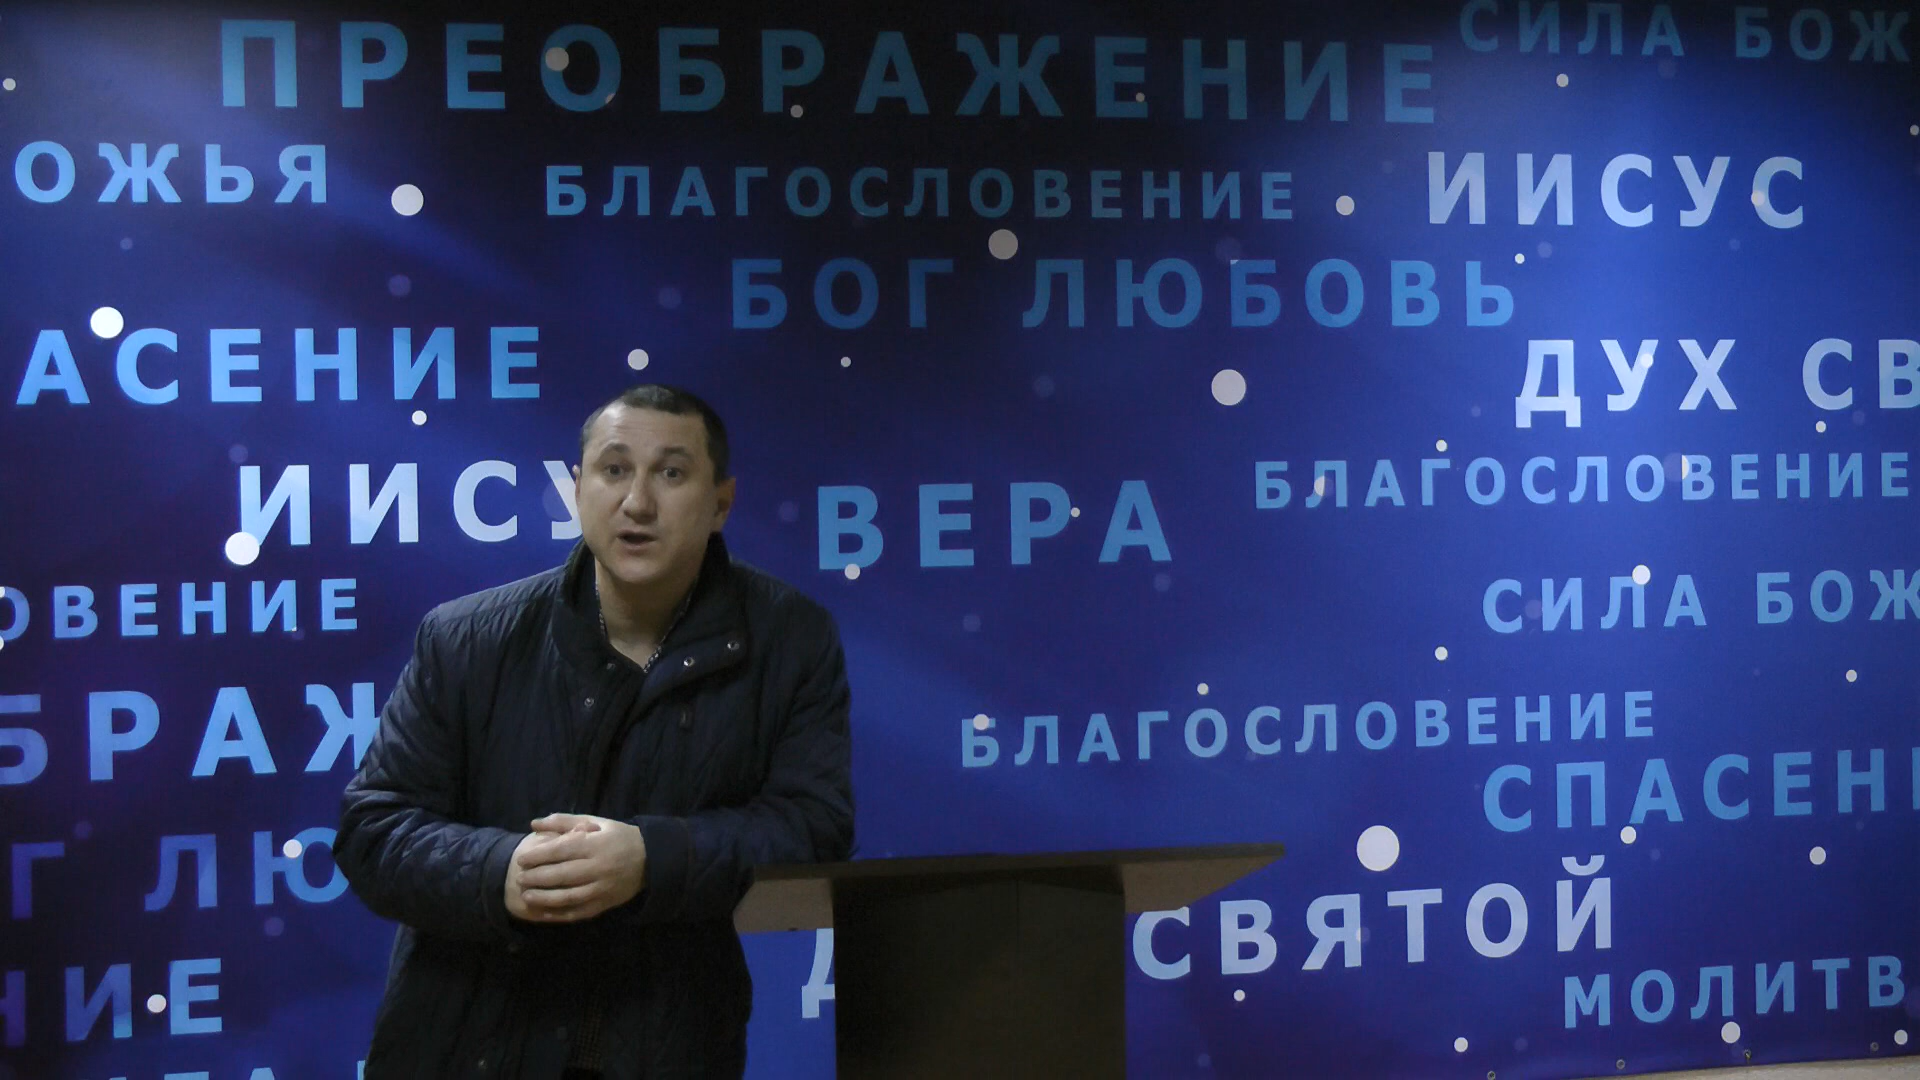 ПРЕОБРАЖЕНИЕ
СИЛА БОЖ
ОЖЬЯ
БЛАГОСЛОВЕНИЕ
ИИСУС
БОГ ЛЮБОВЬ
АСЕНИЕ
ДУХ СВ
ИИСУ
ВЕРА
БЛАГОСЛОВЕНИЕ
ОВЕНИЕ
СИЛА БОЖ
БРАЖ
БЛАГОСЛОВЕНИЕ
СПАСЕН
Г ЛЮ
Д СВЯТОЙ
НИЕ
МОЛИТВ